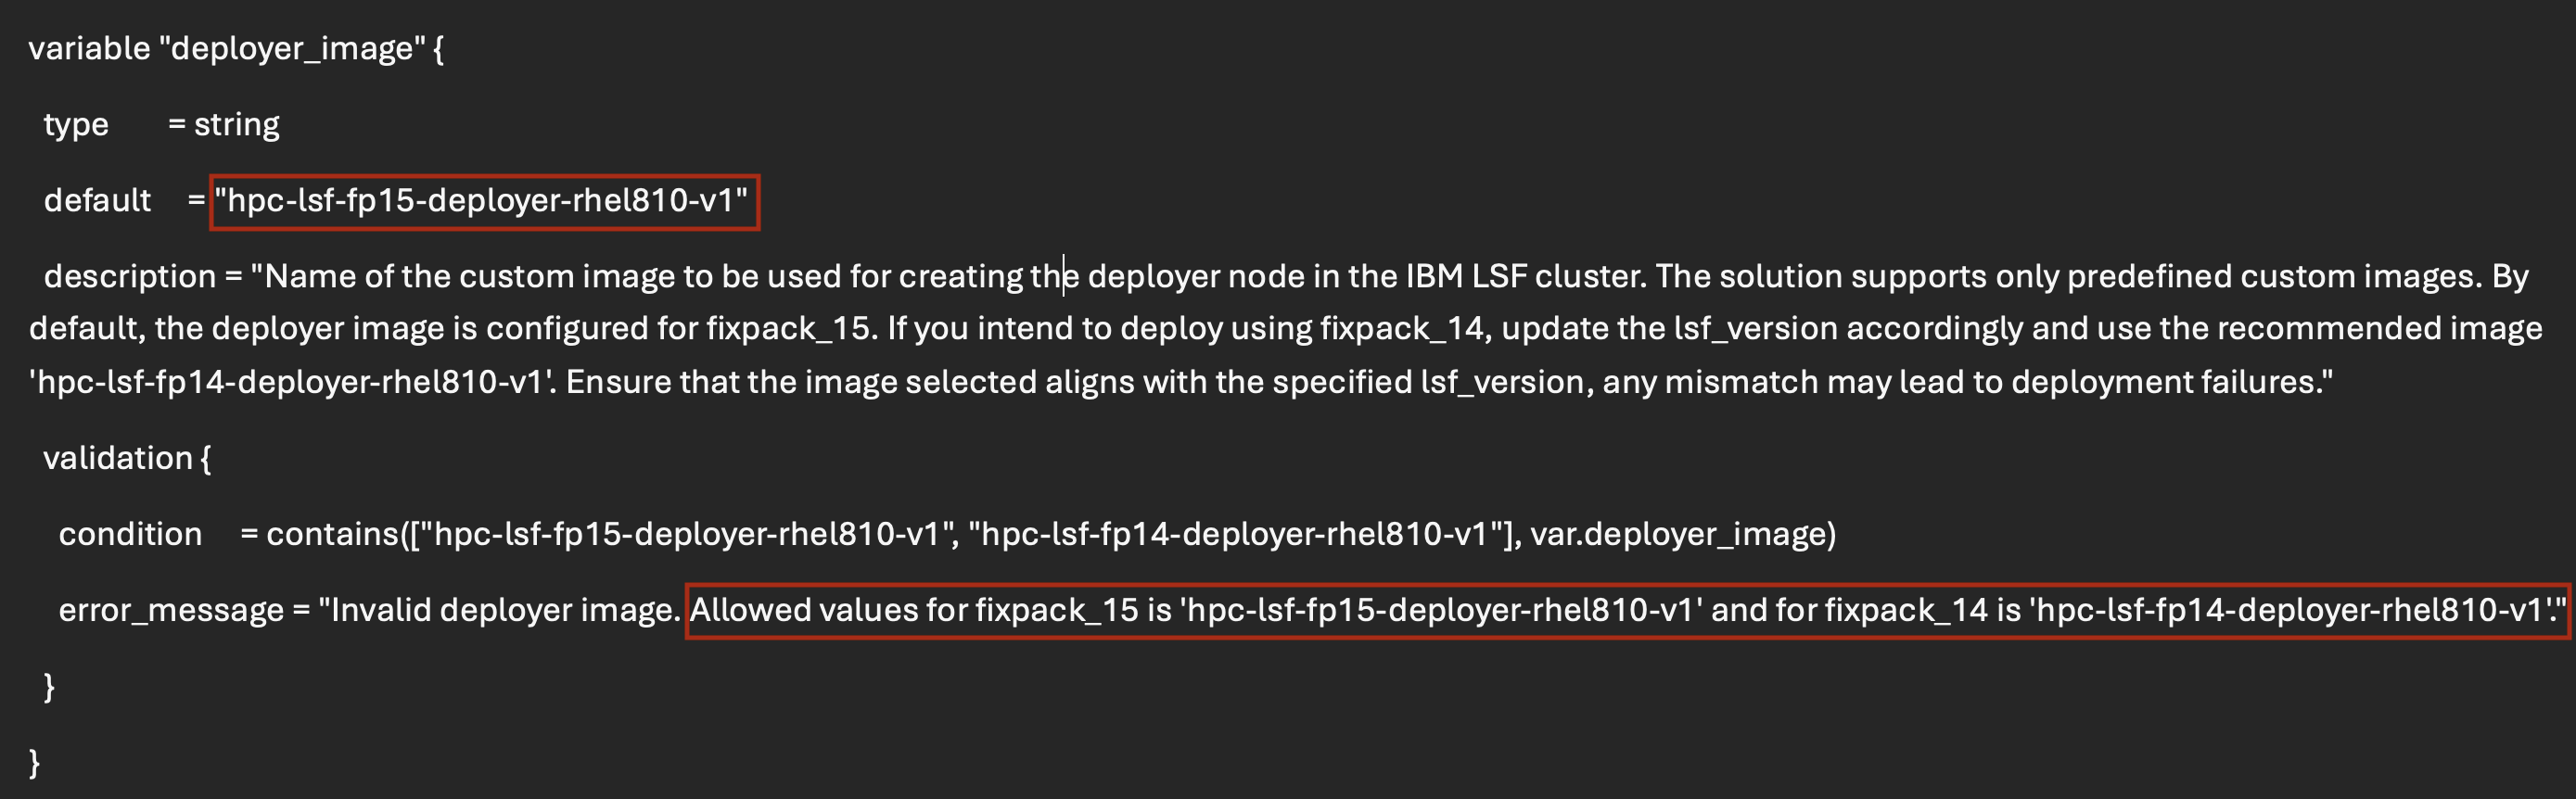 variable "deployer_image" {
type = string
default = "hpc-lsf-fp15-deployer-rhel810-v1"
description = "Name of the custom image to be used for creating the deployer node in the IBM LSF cluster. The solution supports only predefined custom images. By
default, the deployer image is configured for fixpack_15. If you intend to deploy using fixpack_14, update the lsf_version accordingly and use the recommended image
'hpc-lsf-fp14-deployer-rhel810-v1'. Ensure that the image selected aligns with the specified lsf_version, any mismatch may lead to deployment failures."
validation {
condition = contains(["hpc-lsf-fp15-deployer-rhel810-v1", "hpc-lsf-fp14-deployer-rhel810-v1"], var.deployer_image)
error_message = "Invalid deployer image. Allowed values for fixpack_15 is 'hpc-lsf-fp15-deployer-rhel810-v1' and for fixpack_14 is 'hpc-lsf-fp14-deployer-rhel810-v1'."
}
}